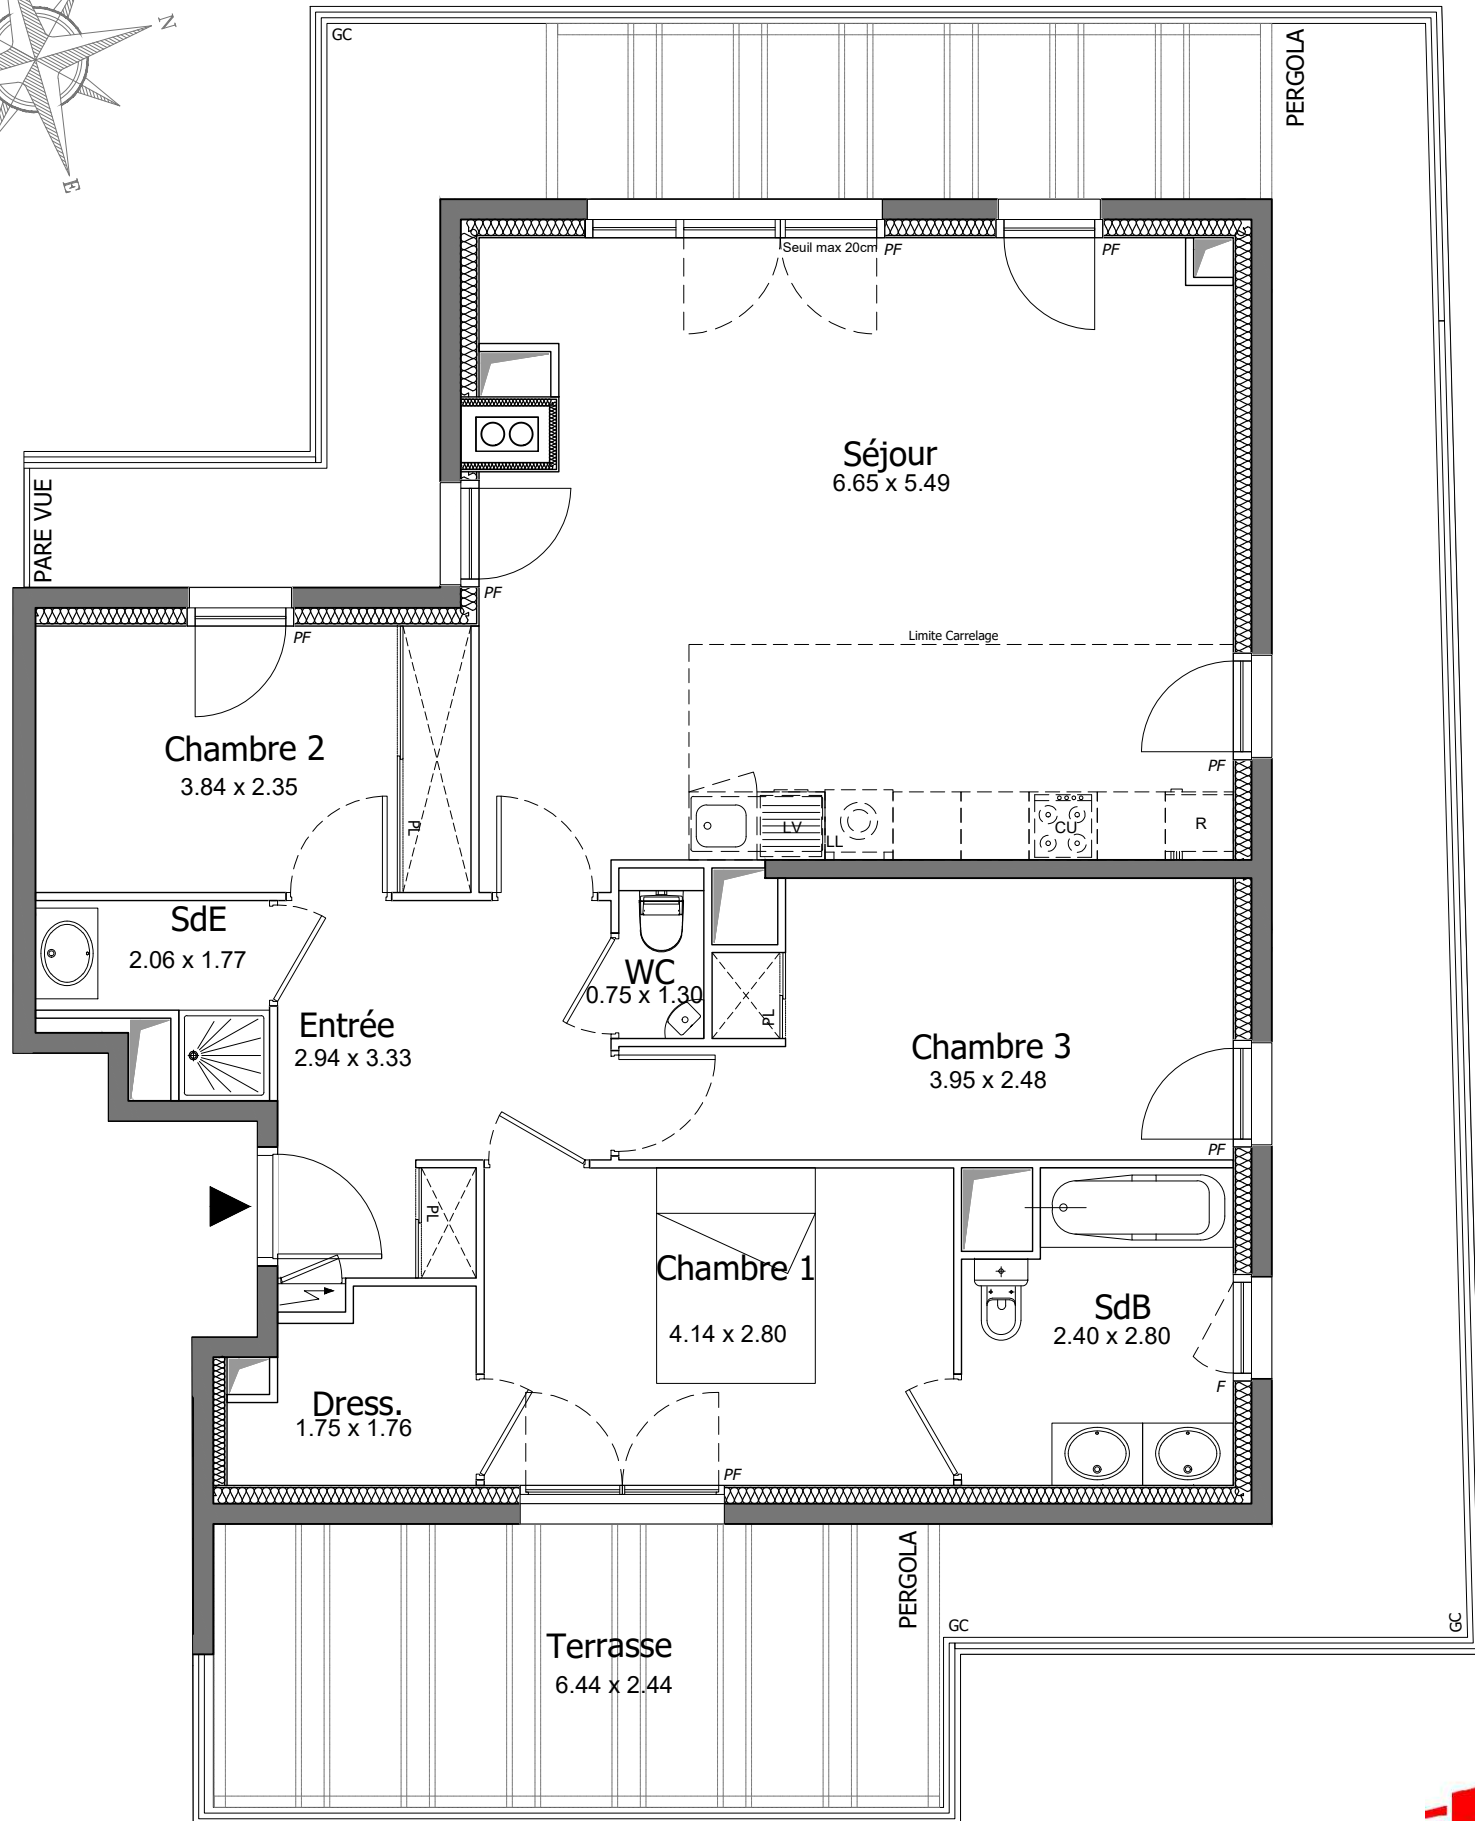 N
E
GC
PERGOLA
Seuil max 20cm
PF
PF
Séjour
6.65 x 5.49
PARE VUE
PF
PF
Limite Carrelage
Chambre 2
3.84 x 2.35
PF
PL
LV
LL
CU
R
SdE
2.06 x 1.77
WC
0.75 x 1.30
PL
Entrée
2.94 x 3.33
Chambre 3
3.95 x 2.48
PF
PL
Chambre 1
4.14 x 2.80
SdB
2.40 x 2.80
F
Dress.
1.75 x 1.76
PF
PERGOLA
GC
GC
Terrasse
6.44 x 2.44